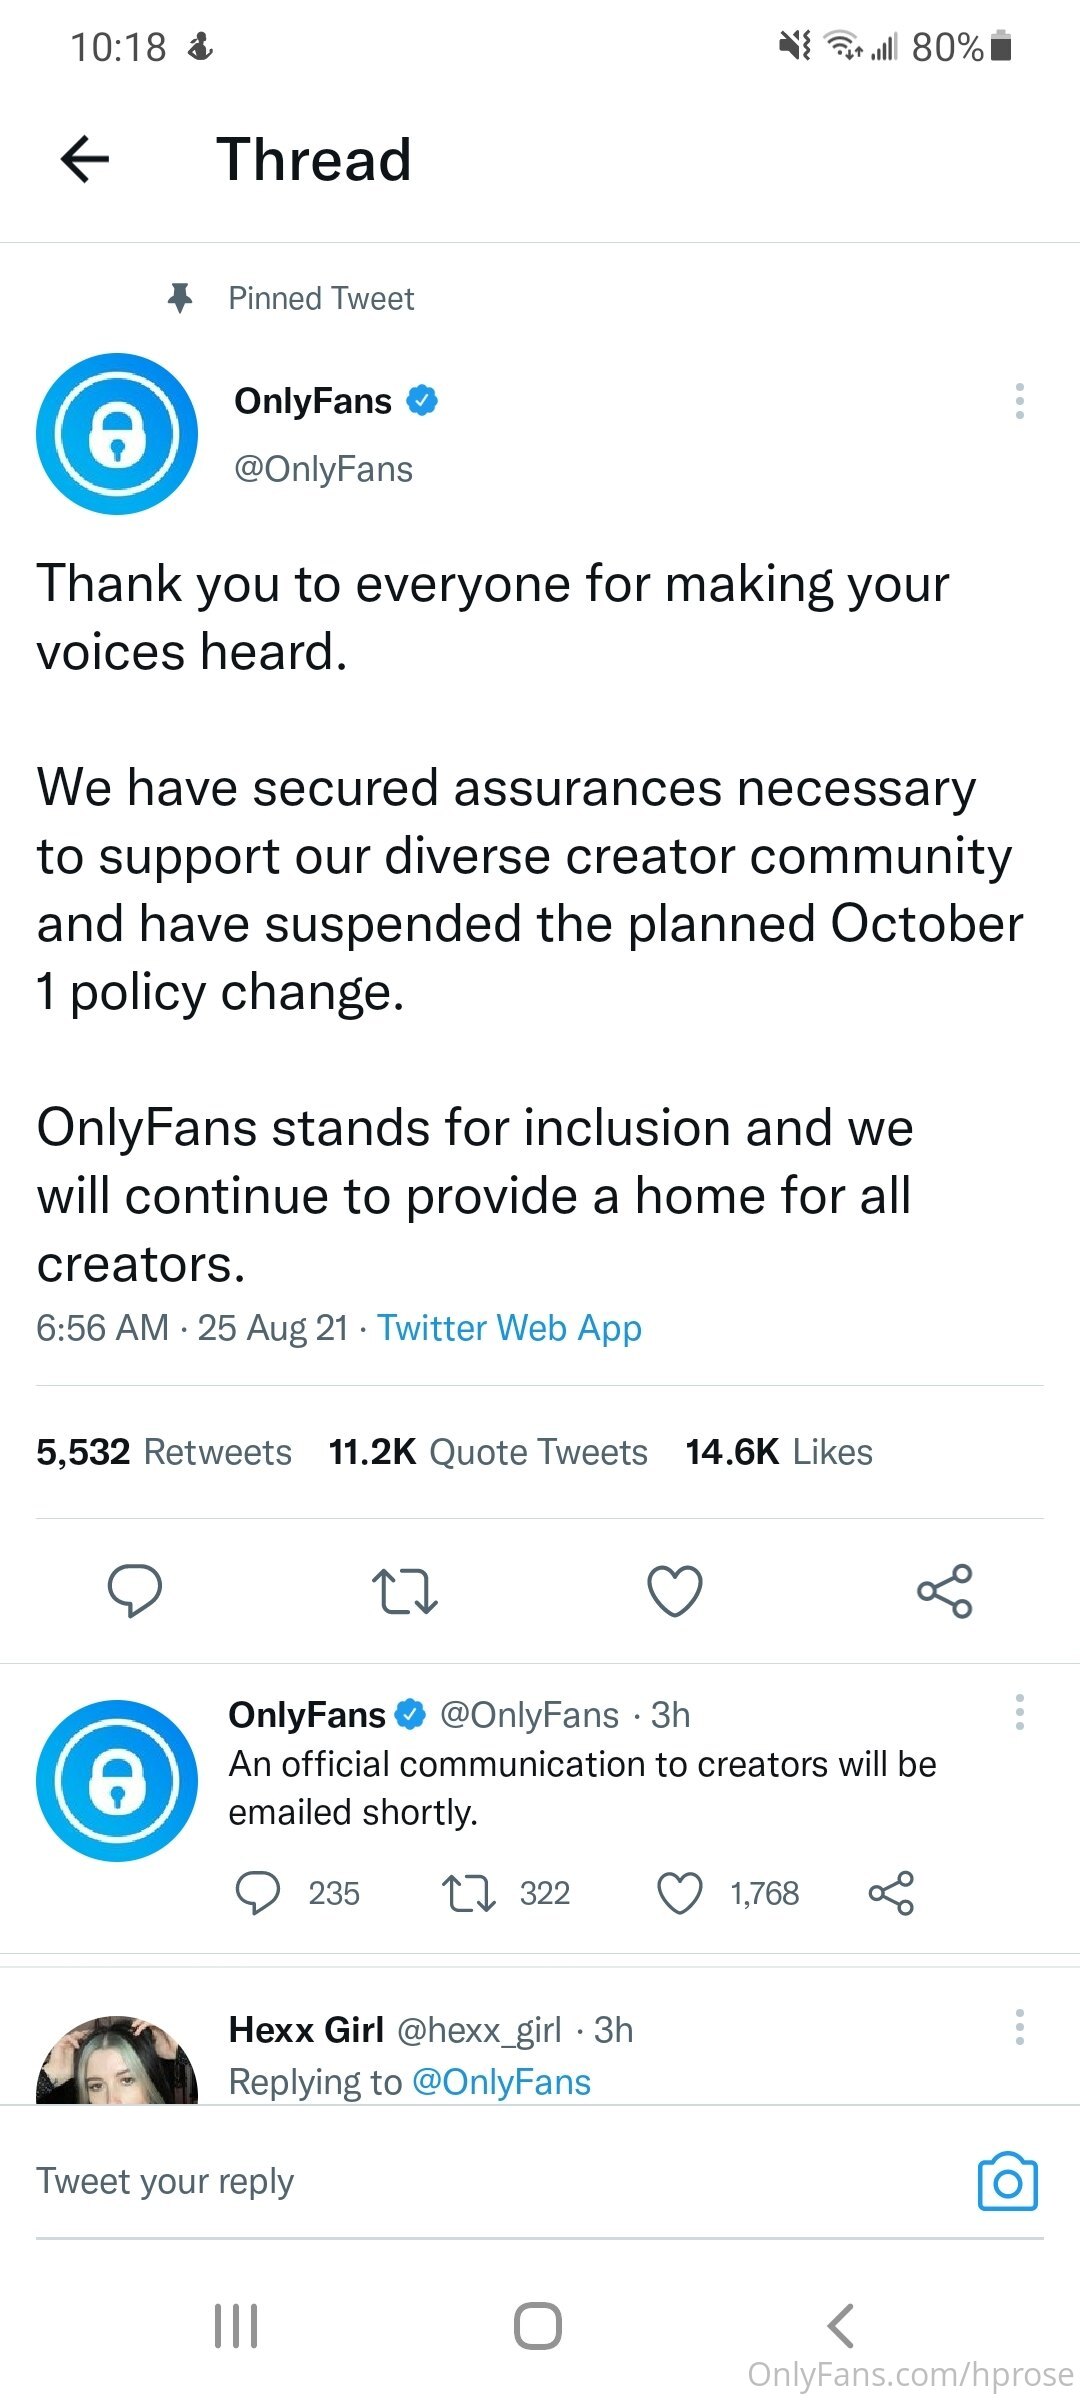 10:18
80%
Thread
Pinned Tweet
OnlyFans
@OnlyFans
Thank you to everyone for making your
voices heard.
We have secured assurances necessary
to support our diverse creator community
and have suspended the planned October
1 policy change.
OnlyFans stands for inclusion and we
will continue to provide a home for all
creators.
6:56 AM · 25 Aug 21 · Twitter Web App
5,532 Retweets 11.2K Quote Tweets 14.6K Likes
OnlyFans @OnlyFans · 3h
An official communication to creators will be
emailed shortly.
235 322 1,768
Hexx Girl @hexx_girl · 3h
Replying to @OnlyFans
Tweet your reply
OnlyFans.com/hprose